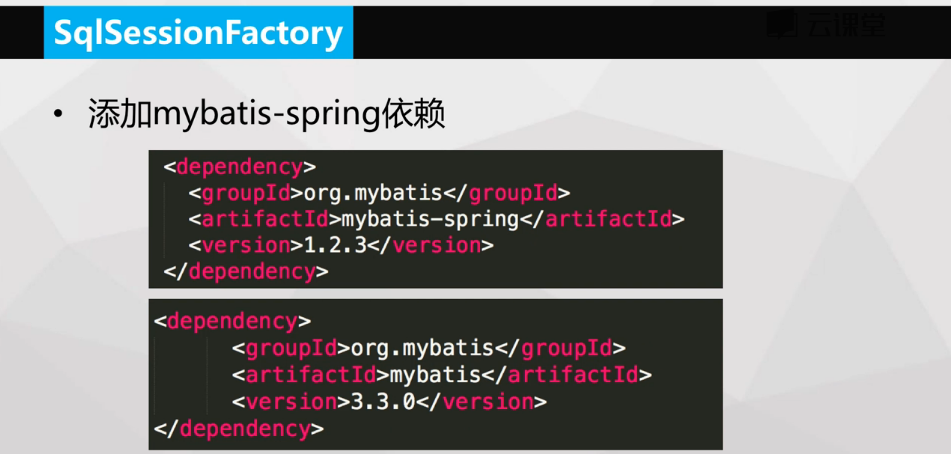 SqlSessionFactory
云课堂
• 添加mybatis-spring依赖
<dependency>
<groupId>org.mybatis</groupId>
<artifactId>mybatis-spring</artifactId>
<version>1.2.3</version>
</dependency>
<dependency>
<groupId>org.mybatis</groupId>
<artifactId>mybatis</artifactId>
<version>3.3.0</version>
</dependency>